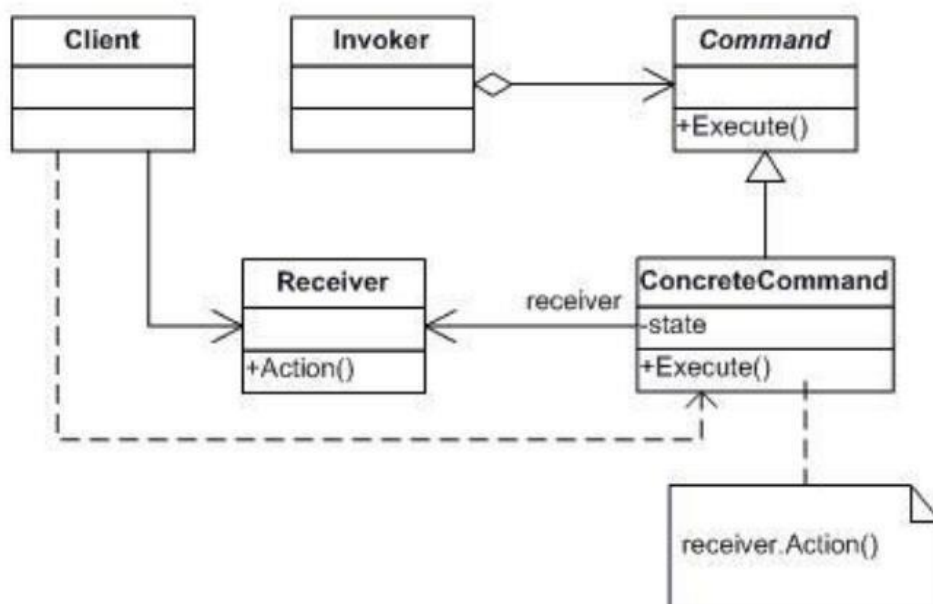 Client
Invoker
Command
+Execute()
Receiver
+Action()
receiver
ConcreteCommand
-state
+Execute()
receiver.Action()